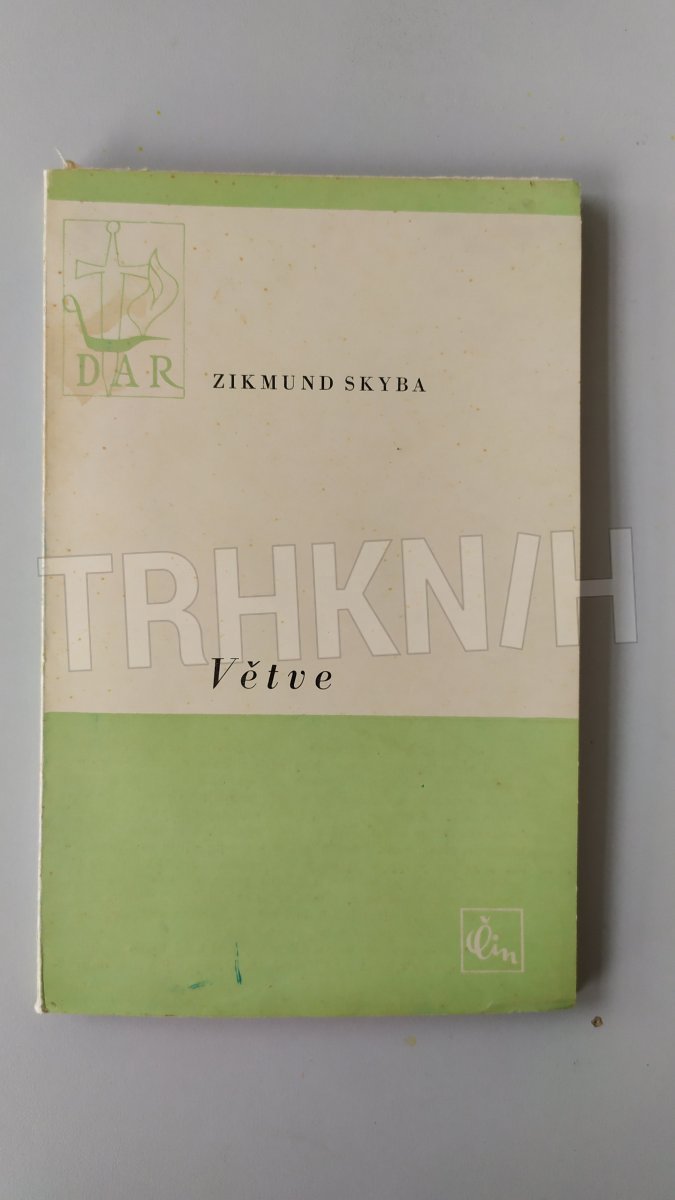 DAR
ZIKMUND SKYBA
TRHKNIH
Větve
Čin